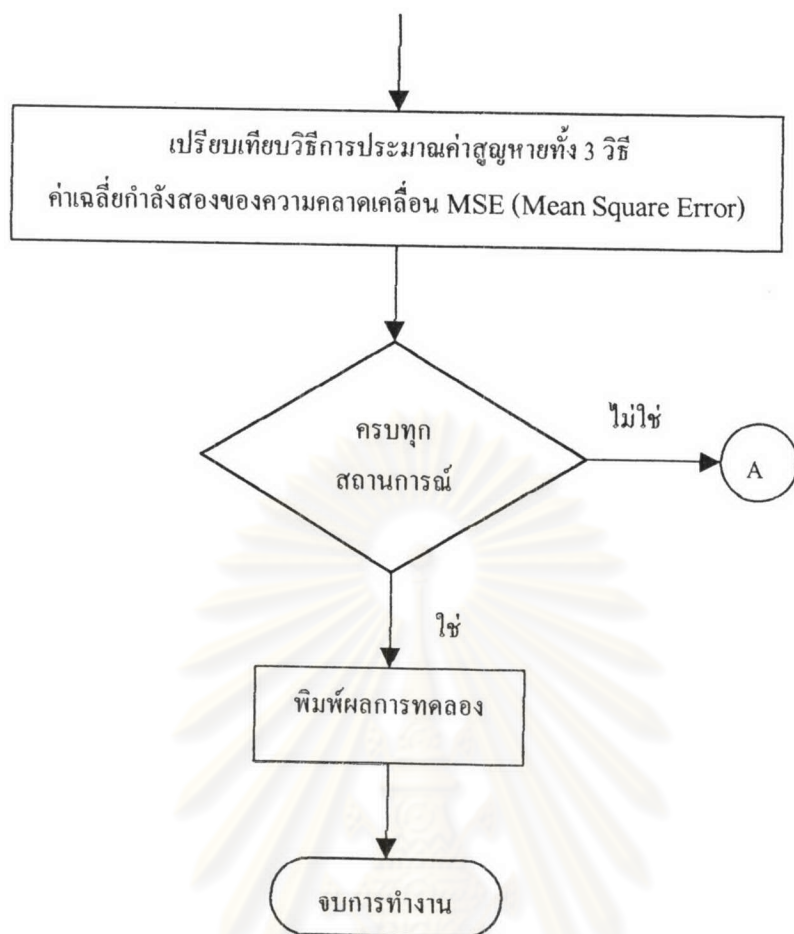 เปรียบเทียบวิธีการประมาณค่าสูญหายทั้ง 3 วิธี
ค่าเฉลี่ยกำลังสองของความคลาดเคลื่อน MSE (Mean Square Error)
ครบทุก
สถานการณ์
ไม่ใช่
A
ใช่
พิมพ์ผลการทดลอง
จบการทำงาน